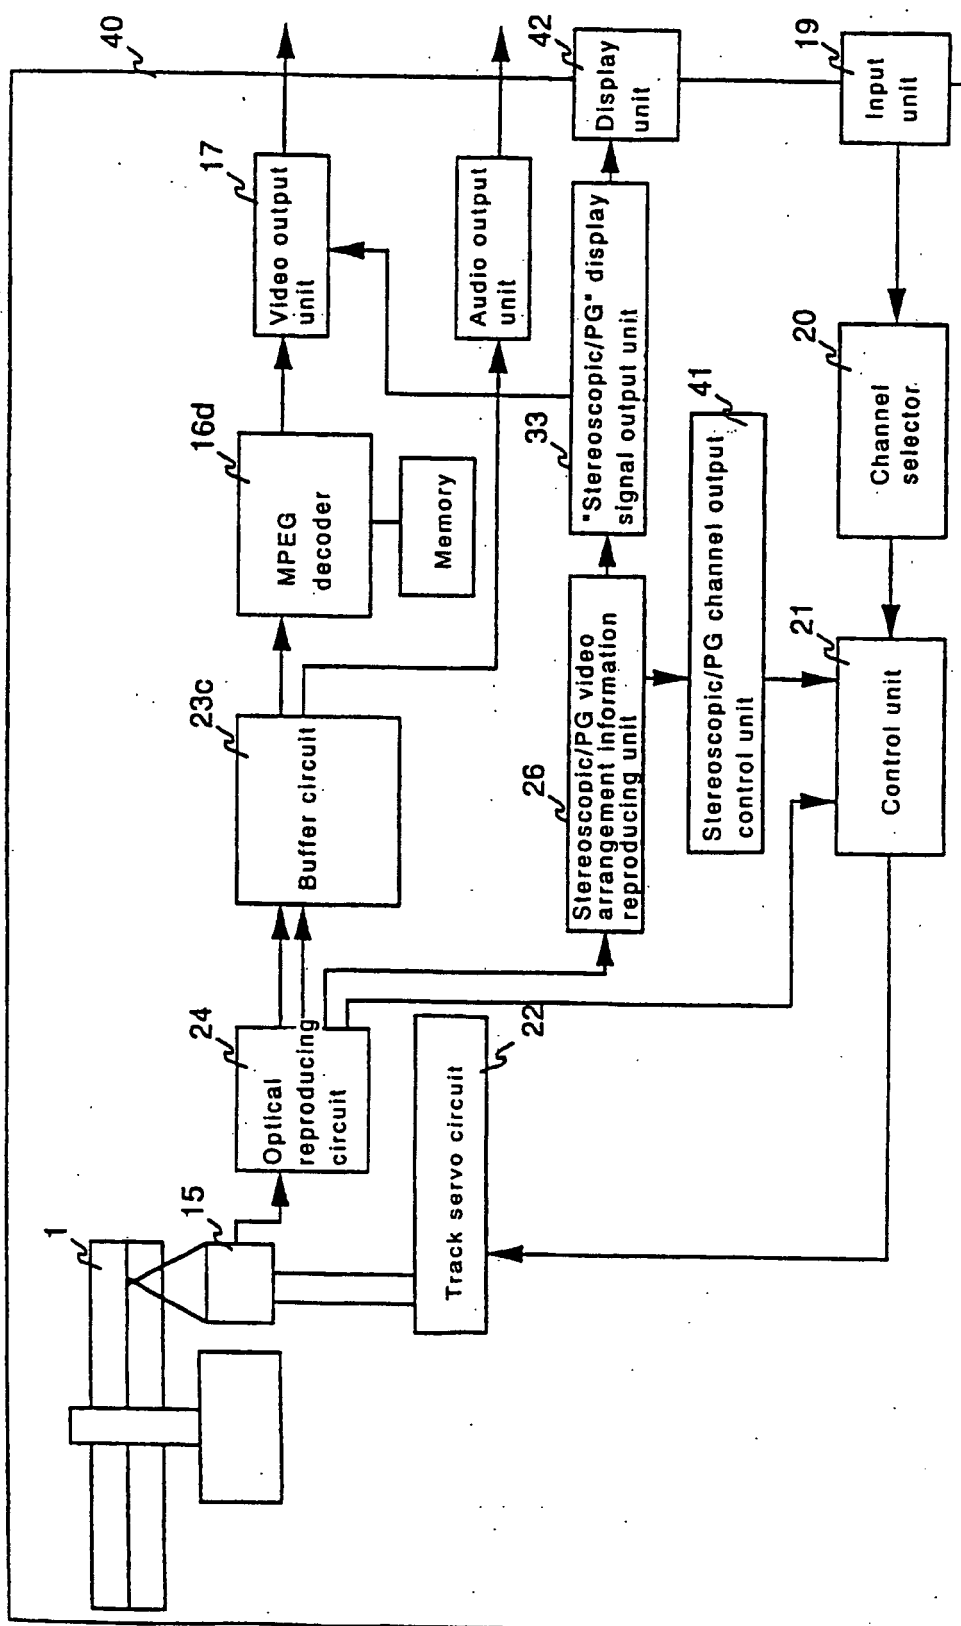 40
1
15
24
Optical
reproducing
circuit
23c
Buffer circuit
16d
MPEG
decoder
Memory
17
Video output
unit
Audio output
unit
Track servo circuit
22
26
Stereoscopic/PG video
arrangement information
reproducing unit
33
"Stereoscopic/PG" display
signal output unit
42
Display
unit
Stereoscopic/PG channel output
control unit
41
21
Control unit
20
Channel
selector
19
Input
unit